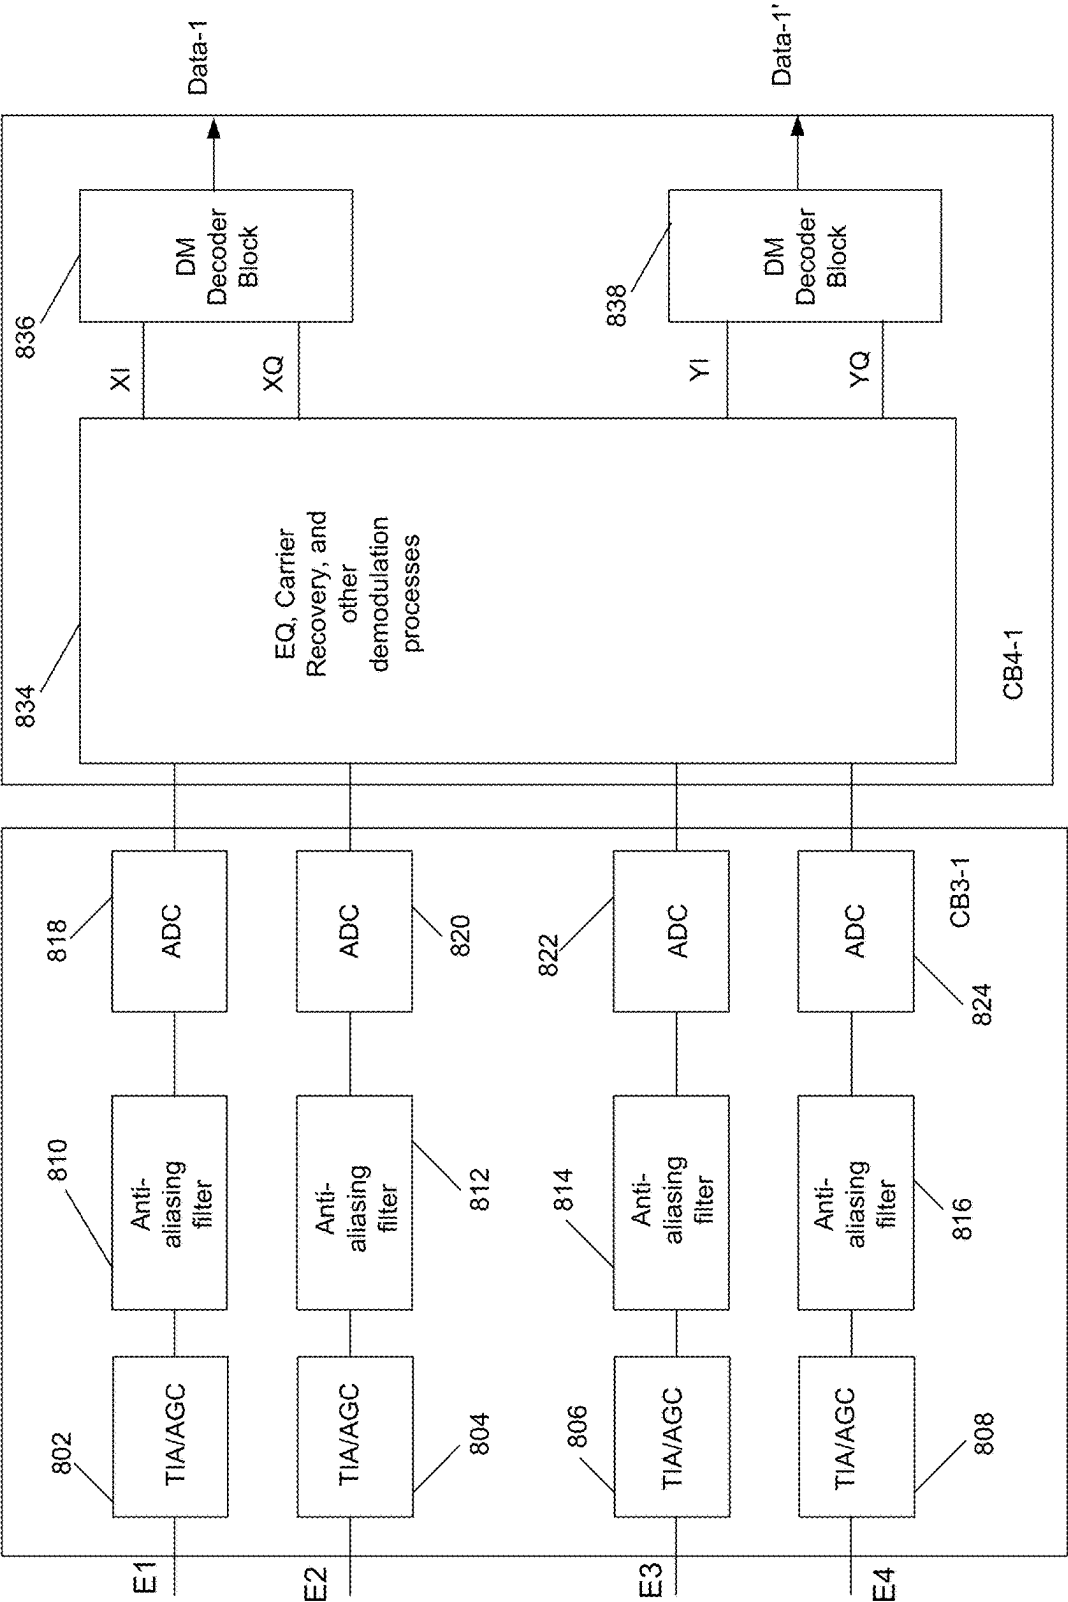 E1
802
TIA/AGC
810
Anti-
aliasing
filter
818
ADC
E2
TIA/AGC
804
Anti-
aliasing
filter
812
ADC
820
E3
806
TIA/AGC
814
Anti-
aliasing
filter
822
ADC
E4
TIA/AGC
808
Anti-
aliasing
filter
816
ADC
824
CB3-1
834
EQ, Carrier
Recovery, and
other
demodulation
processes
XI
XQ
836
DM
Decoder
Block
Data-1
YI
YQ
838
DM
Decoder
Block
Data-1'
CB4-1